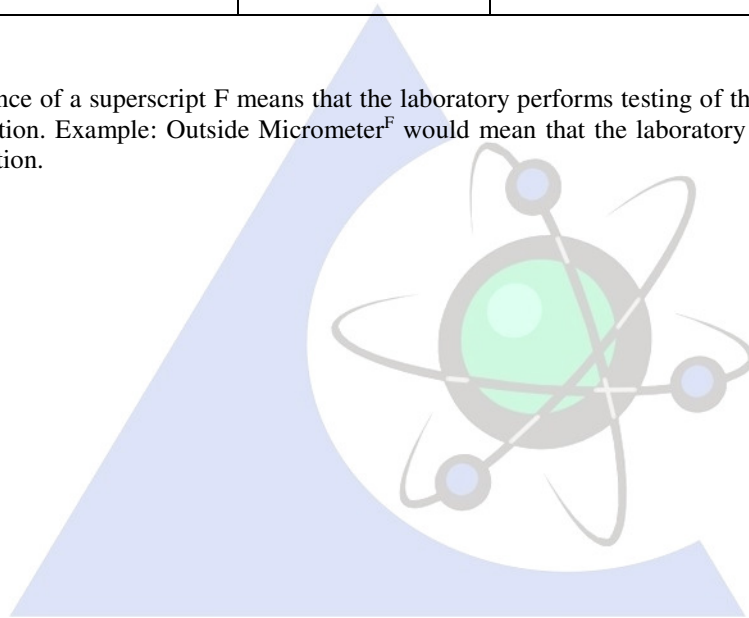 nce of a superscript F means that the laboratory performs testing of th
tion. Example: Outside Micrometerᶠ would mean that the laboratory
tion.